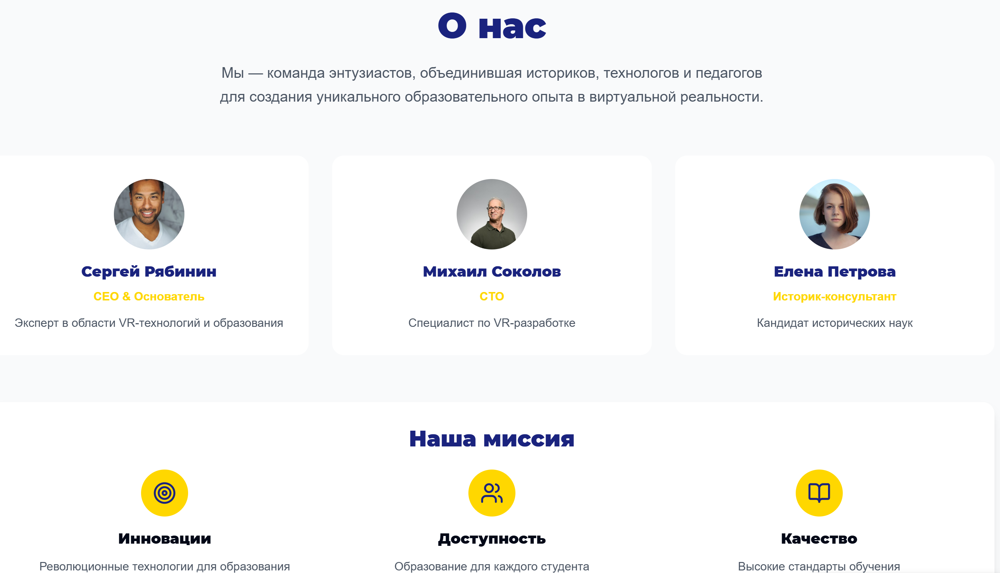 О нас
Мы — команда энтузиастов, объединившая историков, технологов и педагогов
для создания уникального образовательного опыта в виртуальной реальности.
Сергей Рябинин
CEO & Основатель
Эксперт в области VR-технологий и образования
Михаил Соколов
CTO
Специалист по VR-разработке
Елена Петрова
Историк-консультант
Кандидат исторических наук
Наша миссия
Инновации
Революционные технологии для образования
Доступность
Образование для каждого студента
Качество
Высокие стандарты обучения